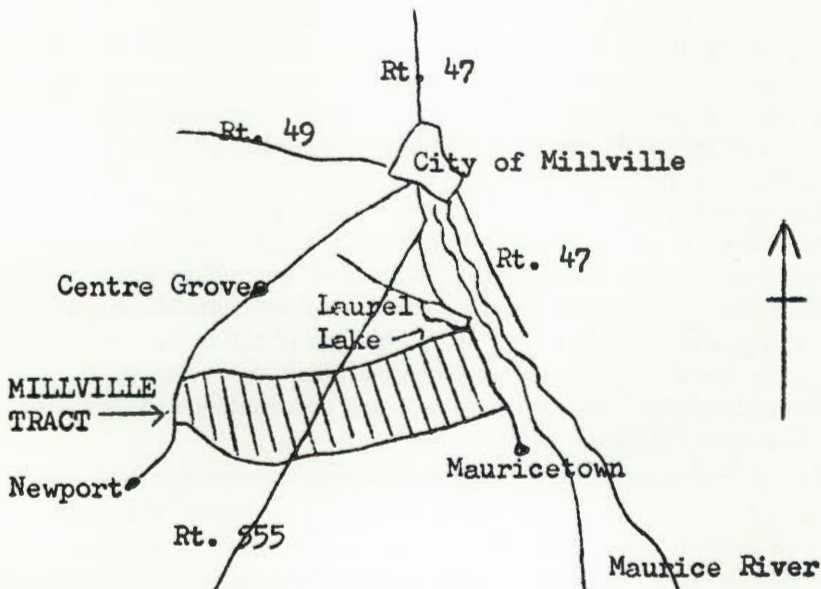 Rt. 47
Rt. 49
City of Millville
Rt. 47
Centre Grove
Laurel
Lake
MILLVILLE
TRACT
Mauricetown
Newport
Rt. 555
Maurice River